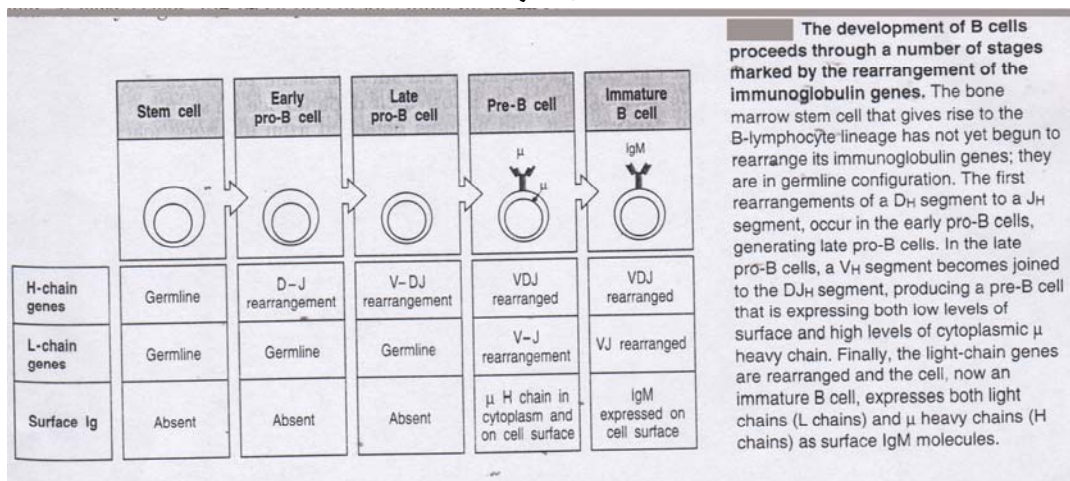 Stem cell
Early
pro-B cell
Late
pro-B cell
Pre-B cell
Immature
B cell
μ
μ
IgM
H-chain
genes
Germline
D–J
rearrangement
V–DJ
rearrangement
VDJ
rearranged
VDJ
rearranged
L-chain
genes
Germline
Germline
Germline
V–J
rearrangement
VJ rearranged
Surface Ig
Absent
Absent
Absent
μ H chain in
cytoplasm and
on cell surface
IgM
expressed on
cell surface
The development of B cells
proceeds through a number of stages
marked by the rearrangement of the
immunoglobulin genes. The bone
marrow stem cell that gives rise to the
B-lymphocyte lineage has not yet begun to
rearrange its immunoglobulin genes; they
are in germline configuration. The first
rearrangements of a DH segment to a JH
segment, occur in the early pro-B cells,
generating late pro-B cells. In the late
pro-B cells, a VH segment becomes joined
to the DJH segment, producing a pre-B cell
that is expressing both low levels of
surface and high levels of cytoplasmic μ
heavy chain. Finally, the light-chain genes
are rearranged and the cell, now an
immature B cell, expresses both light
chains (L chains) and μ heavy chains (H
chains) as surface IgM molecules.